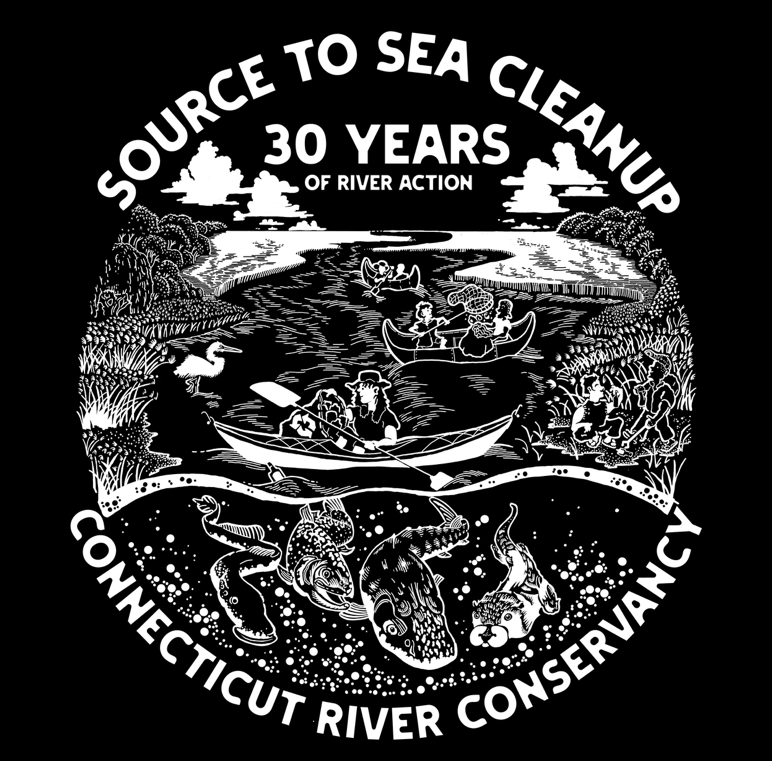 SOURCE TO SEA CLEANUP
30 YEARS
OF RIVER ACTION
CONNECTICUT RIVER CONSERVANCY